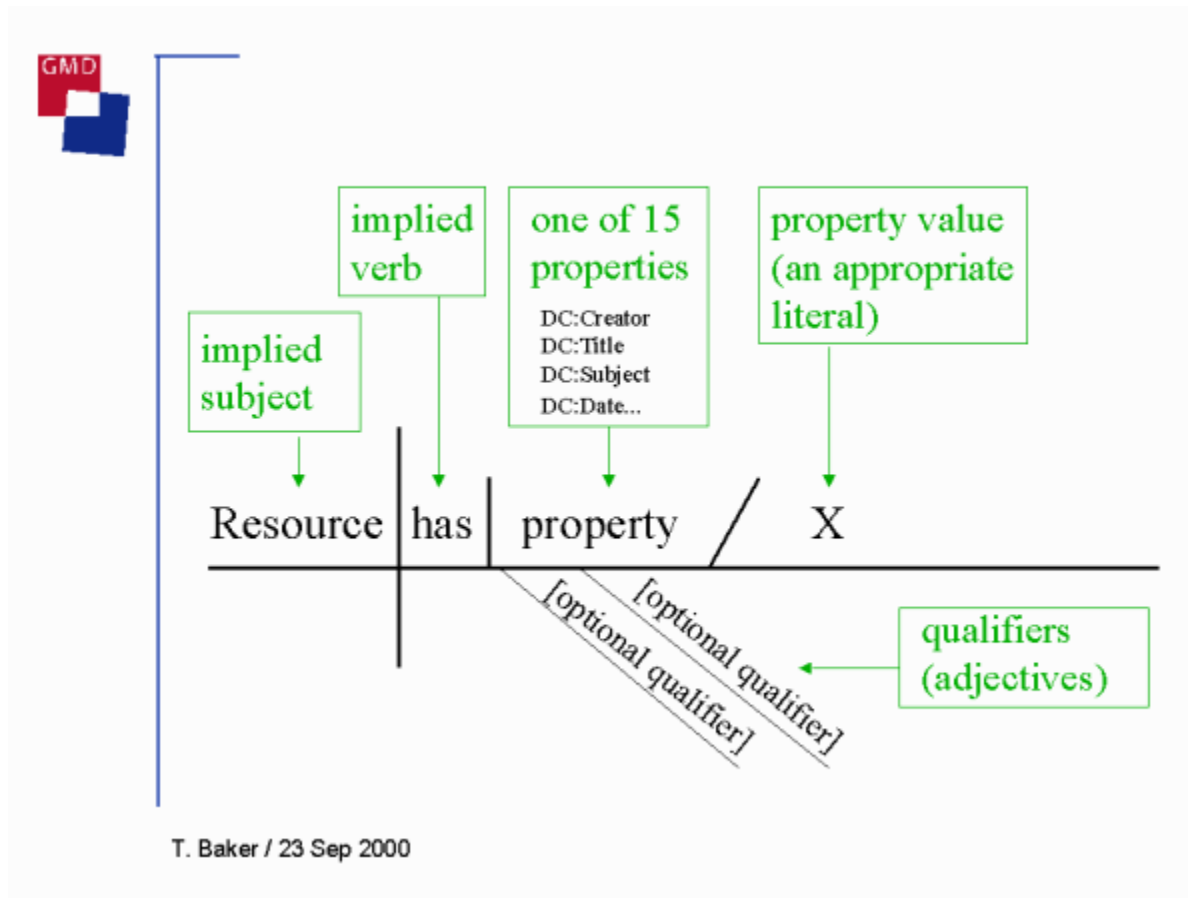 GMD
implied
verb
one of 15
properties
DC:Creator
DC:Title
DC:Subject
DC:Date...
property value
(an appropriate
literal)
implied
subject
Resource has property X
[optional qualifier]
[optional qualifier]
qualifiers
(adjectives)
T. Baker / 23 Sep 2000